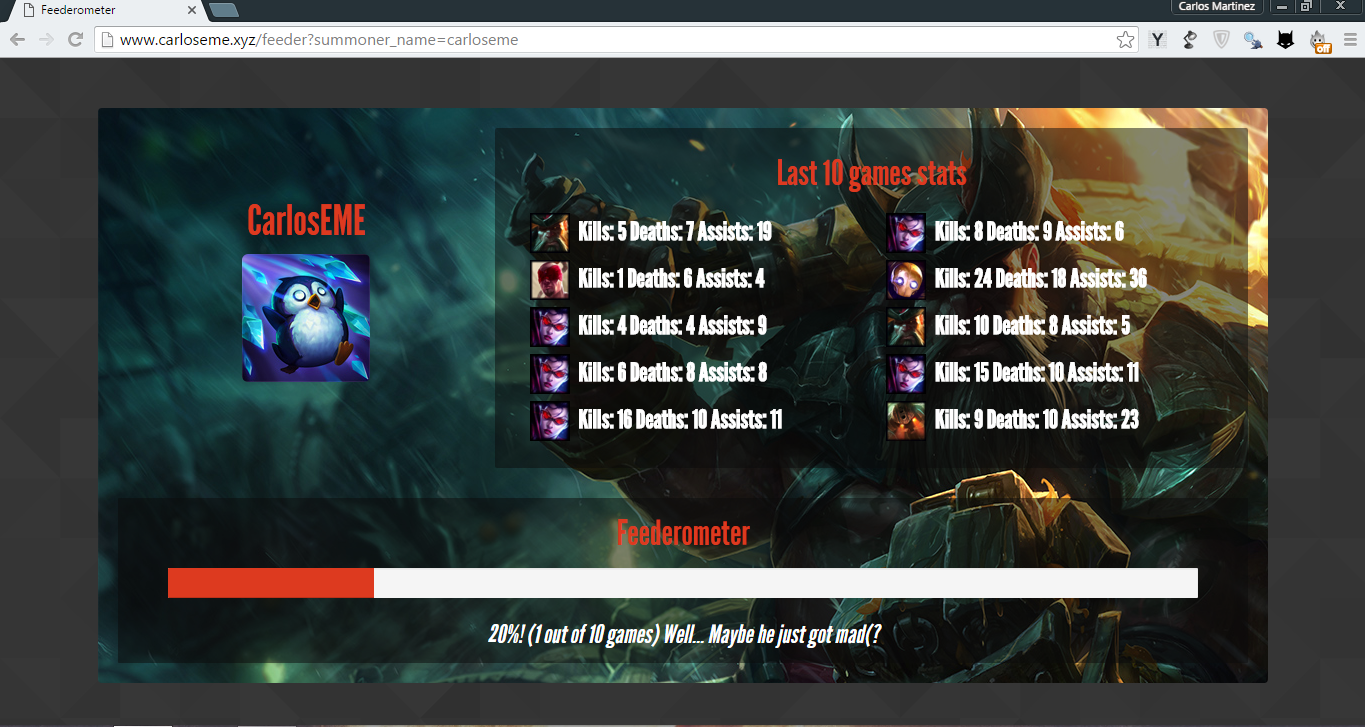 Feederometer
Carlos Martinez
www.carloseme.xyz/feeder?summoner_name=carloseme
Y
off
CarlosEME
Last 10 games stats
Kills: 5 Deaths: 7 Assists: 19
Kills: 8 Deaths: 9 Assists: 6
Kills: 1 Deaths: 6 Assists: 4
Kills: 24 Deaths: 18 Assists: 36
Kills: 4 Deaths: 4 Assists: 9
Kills: 10 Deaths: 8 Assists: 5
Kills: 6 Deaths: 8 Assists: 8
Kills: 15 Deaths: 10 Assists: 11
Kills: 16 Deaths: 10 Assists: 11
Kills: 9 Deaths: 10 Assists: 23
Feederometer
20%! (1 out of 10 games) Well... Maybe he just got mad(?